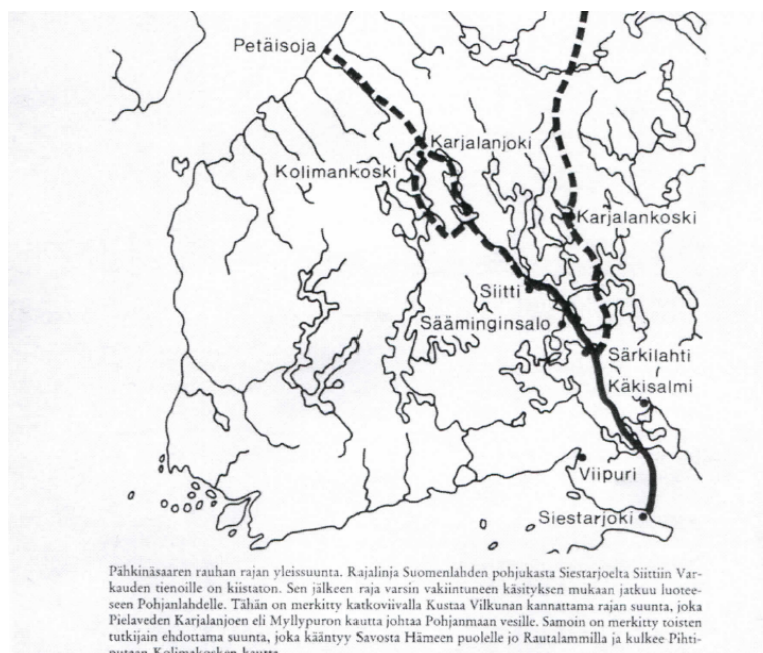 Petäisoja
Karjalanjoki
Kolimankoski
Karjalankoski
Siitti
Sääminginsalo
Särkilahti
Käkisalmi
Viipuri
Siestarjoki
Pähkinäsaaren rauhan rajan yleissuunta. Rajalinja Suomenlahden pohjukasta Siestarjoelta Siittiin Var-
kauden tienoille on kiistaton. Sen jälkeen raja varsin vakiintuneen käsityksen mukaan jatkuu luotee-
seen Pohjanlahdelle. Tähän on merkitty katkoviivalla Kustaa Vilkunan kannattama rajan suunta, joka
Pielaveden Karjalanjoen eli Myllypuron kautta johtaa Pohjanmaan vesille. Samoin on merkitty toisten
tutkijain ehdottama suunta, joka kääntyy Savosta Hämeen puolelle jo Rautalammilla ja kulkee Pihti-
putaan Kolimakosken kautta.